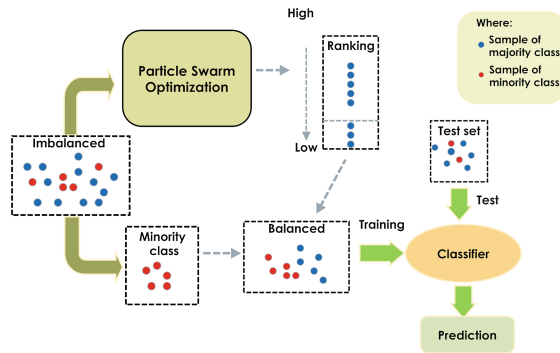 High
Where:
Sample of
majority class
Sample of
minority class
Particle Swarm
Optimization
Ranking
Low
Imbalanced
Test set
Test
Minority
class
Balanced
Training
Classifier
Prediction